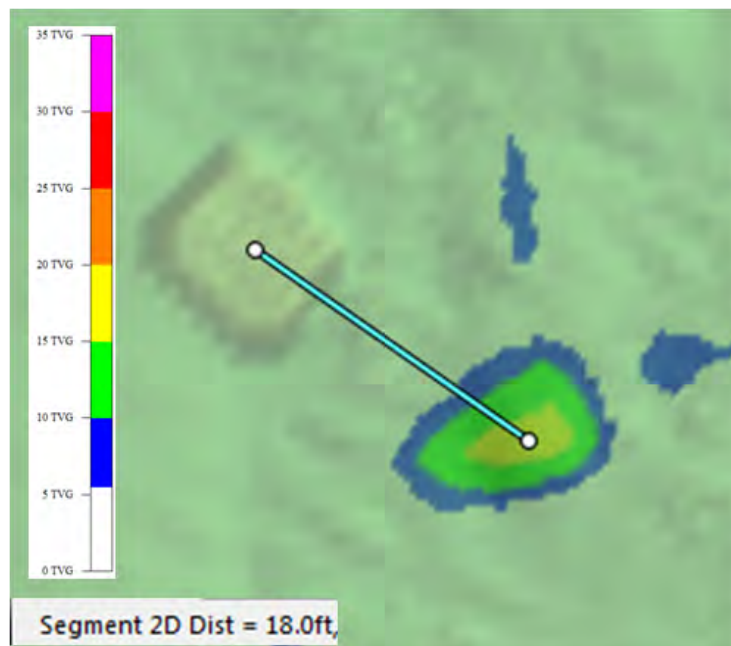 35 TVG
30 TVG
25 TVG
20 TVG
15 TVG
10 TVG
5 TVG
0 TVG
Segment 2D Dist = 18.0ft,